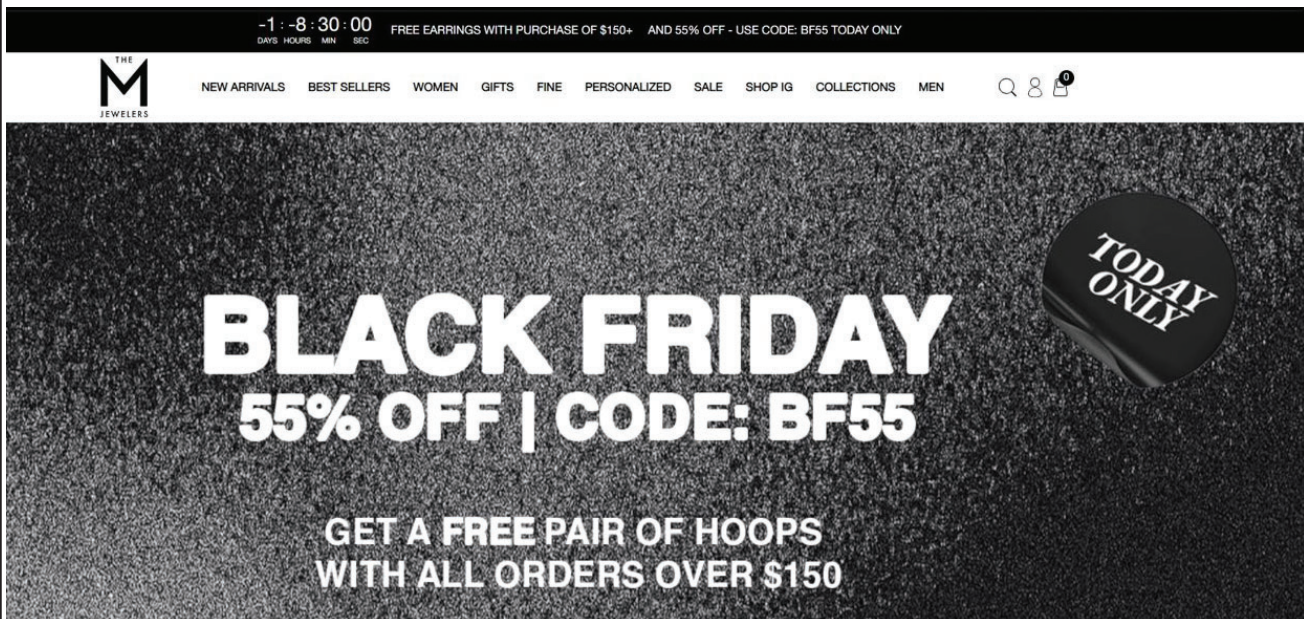 -1 : -8 : 30 : 00
DAYS HOURS MIN SEC
FREE EARRINGS WITH PURCHASE OF $150+ AND 55% OFF - USE CODE: BF55 TODAY ONLY
THE
M
JEWELERS
NEW ARRIVALS BEST SELLERS WOMEN GIFTS FINE PERSONALIZED SALE SHOP IG COLLECTIONS MEN
0
TODAY
ONLY
BLACK FRIDAY
55% OFF | CODE: BF55
GET A FREE PAIR OF HOOPS
WITH ALL ORDERS OVER $150